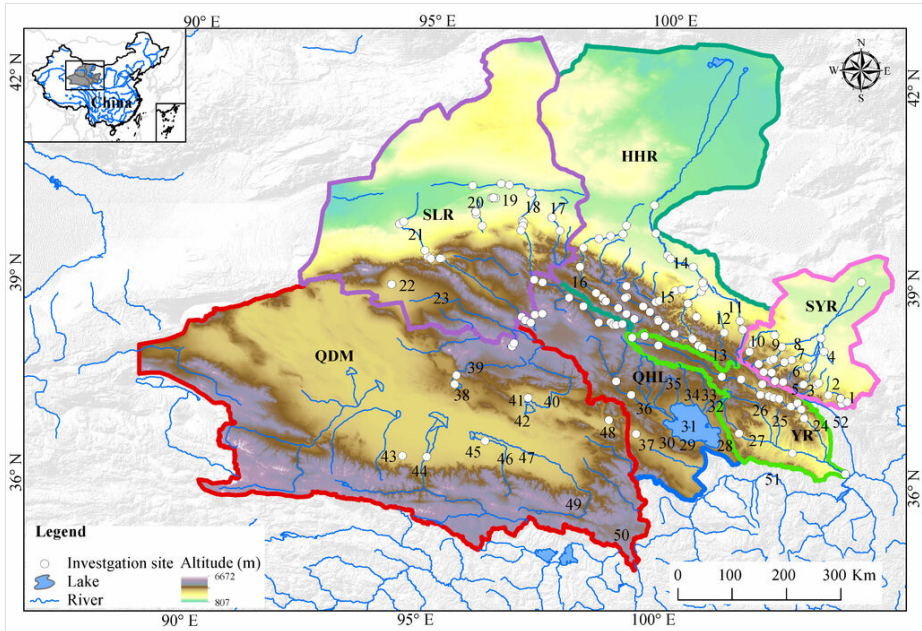 90° E 95° E 100° E
42° N
42° N
N
W E
S
China
HHR
SLR
20 19 18 17
21
14
39° N
39° N
22
23
16
15
SYR
11
12
13
10 9 8
7
6
4
5 3 2
1
QDM
QHL
39
38
41 40
42
35
34 33
32
36
31
26
25
24
52
YR
48
37 30
29
28
27
43
44
45
46 47
51
49
50
36° N
36° N
Legend
Investgation site
Lake
River
Altitude (m)
6672
807
0 100 200 300 Km
90° E 95° E 100° E